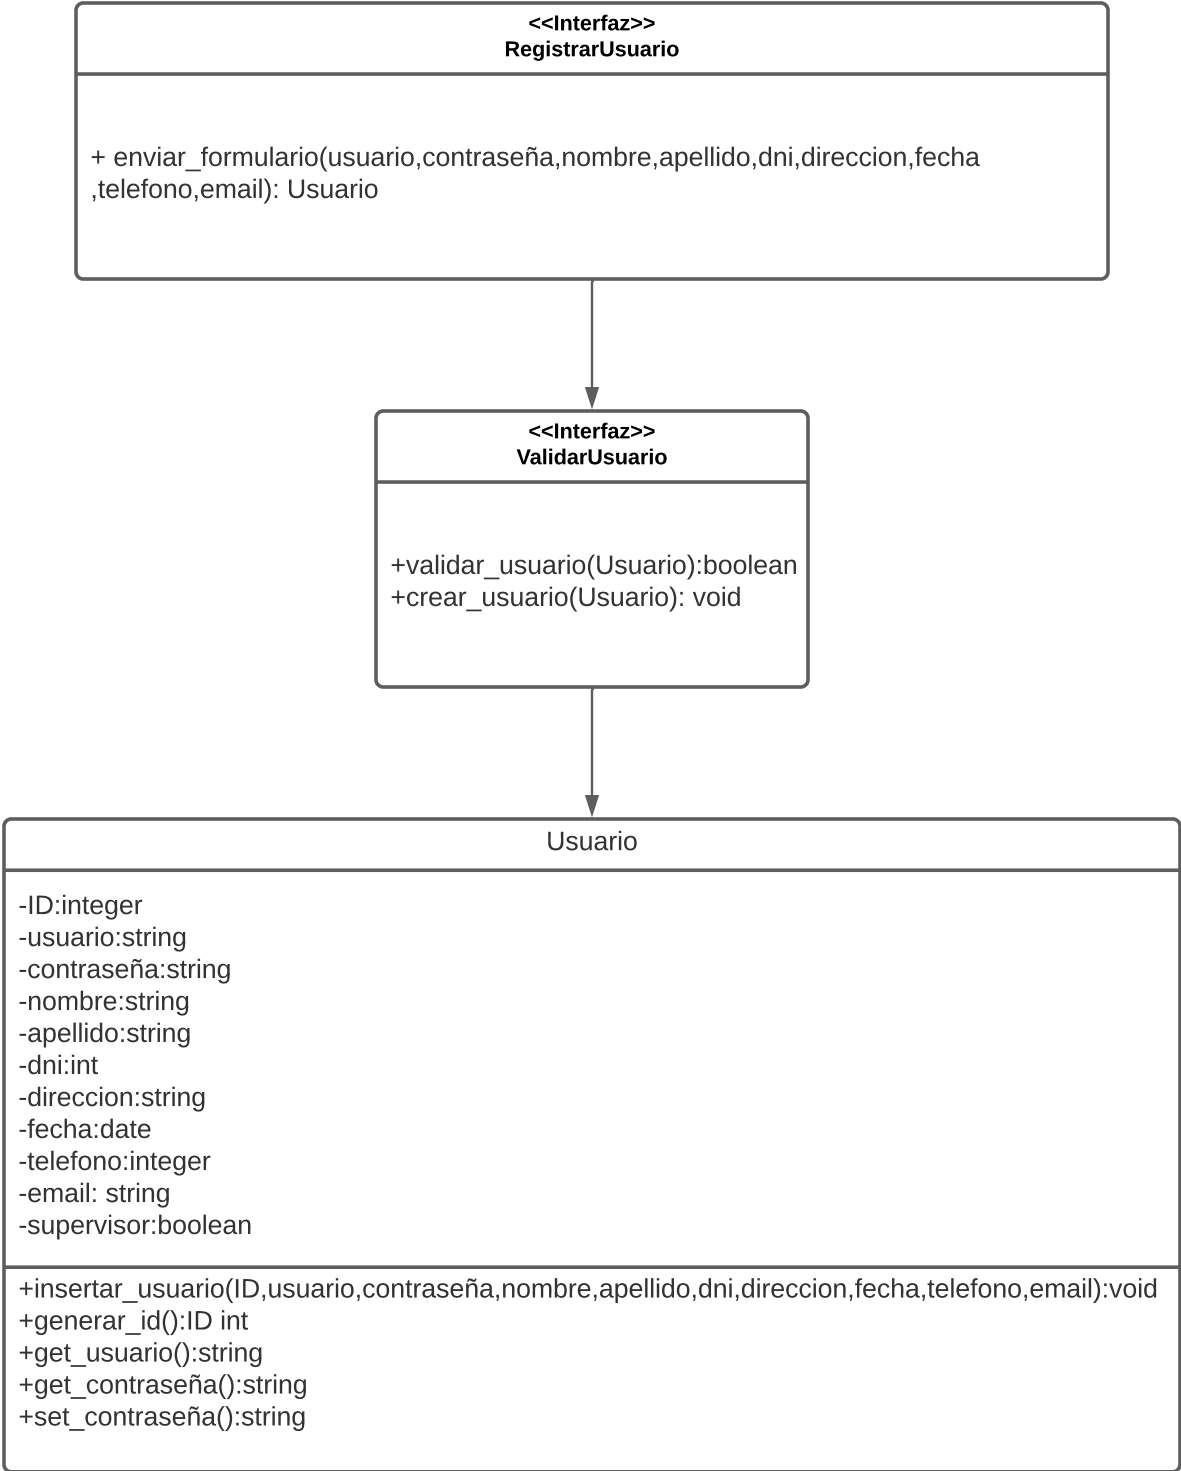 <<Interfaz>>
RegistrarUsuario
+ enviar_formulario(usuario,contraseña,nombre,apellido,dni,direccion,fecha
,telefono,email): Usuario
<<Interfaz>>
ValidarUsuario
+validar_usuario(Usuario):boolean
+crear_usuario(Usuario): void
Usuario
-ID:integer
-usuario:string
-contraseña:string
-nombre:string
-apellido:string
-dni:int
-direccion:string
-fecha:date
-telefono:integer
-email: string
-supervisor:boolean
+insertar_usuario(ID,usuario,contraseña,nombre,apellido,dni,direccion,fecha,telefono,email):void
+generar_id():ID int
+get_usuario():string
+get_contraseña():string
+set_contraseña():string